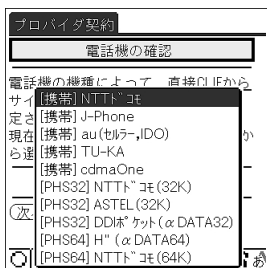 プロバイダ契約
電話機の確認
電話機の機種によって、直接CLIEから
サイ
定さ
現在
ら選
か
[携帯] NTTﾄﾞｺﾓ
[携帯] J-Phone
[携帯] au(ｾﾙﾗｰ,IDO)
[携帯] TU-KA
[携帯] cdmaOne
[PHS32] NTTﾄﾞｺﾓ(32K)
[PHS32] ASTEL(32K)
[PHS32] DDIﾎﾟｹｯﾄ(αDATA32)
[PHS64] H"(αDATA64)
[PHS64] NTTﾄﾞｺﾓ(64K)
次
あ